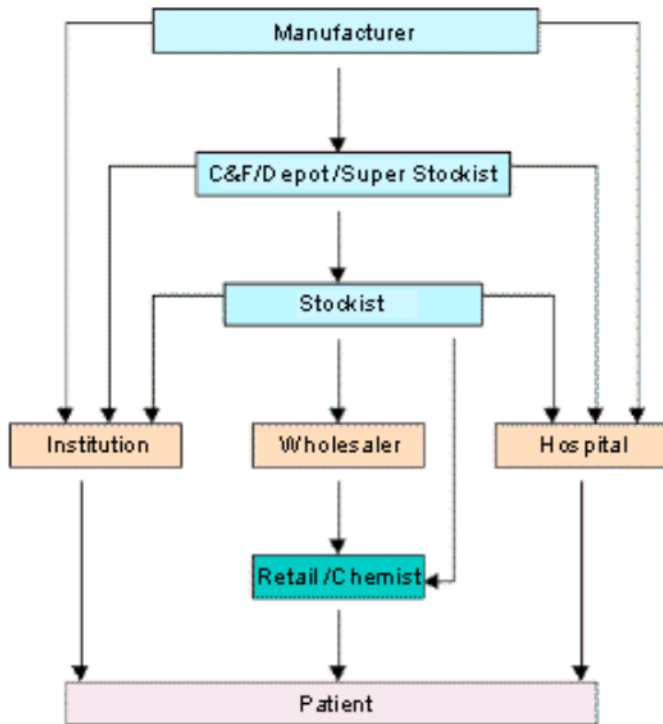 Manufacturer
C&F/Depot/Super Stockist
Stockist
Institution
Wholesaler
Hospital
Retail/Chemist
Patient